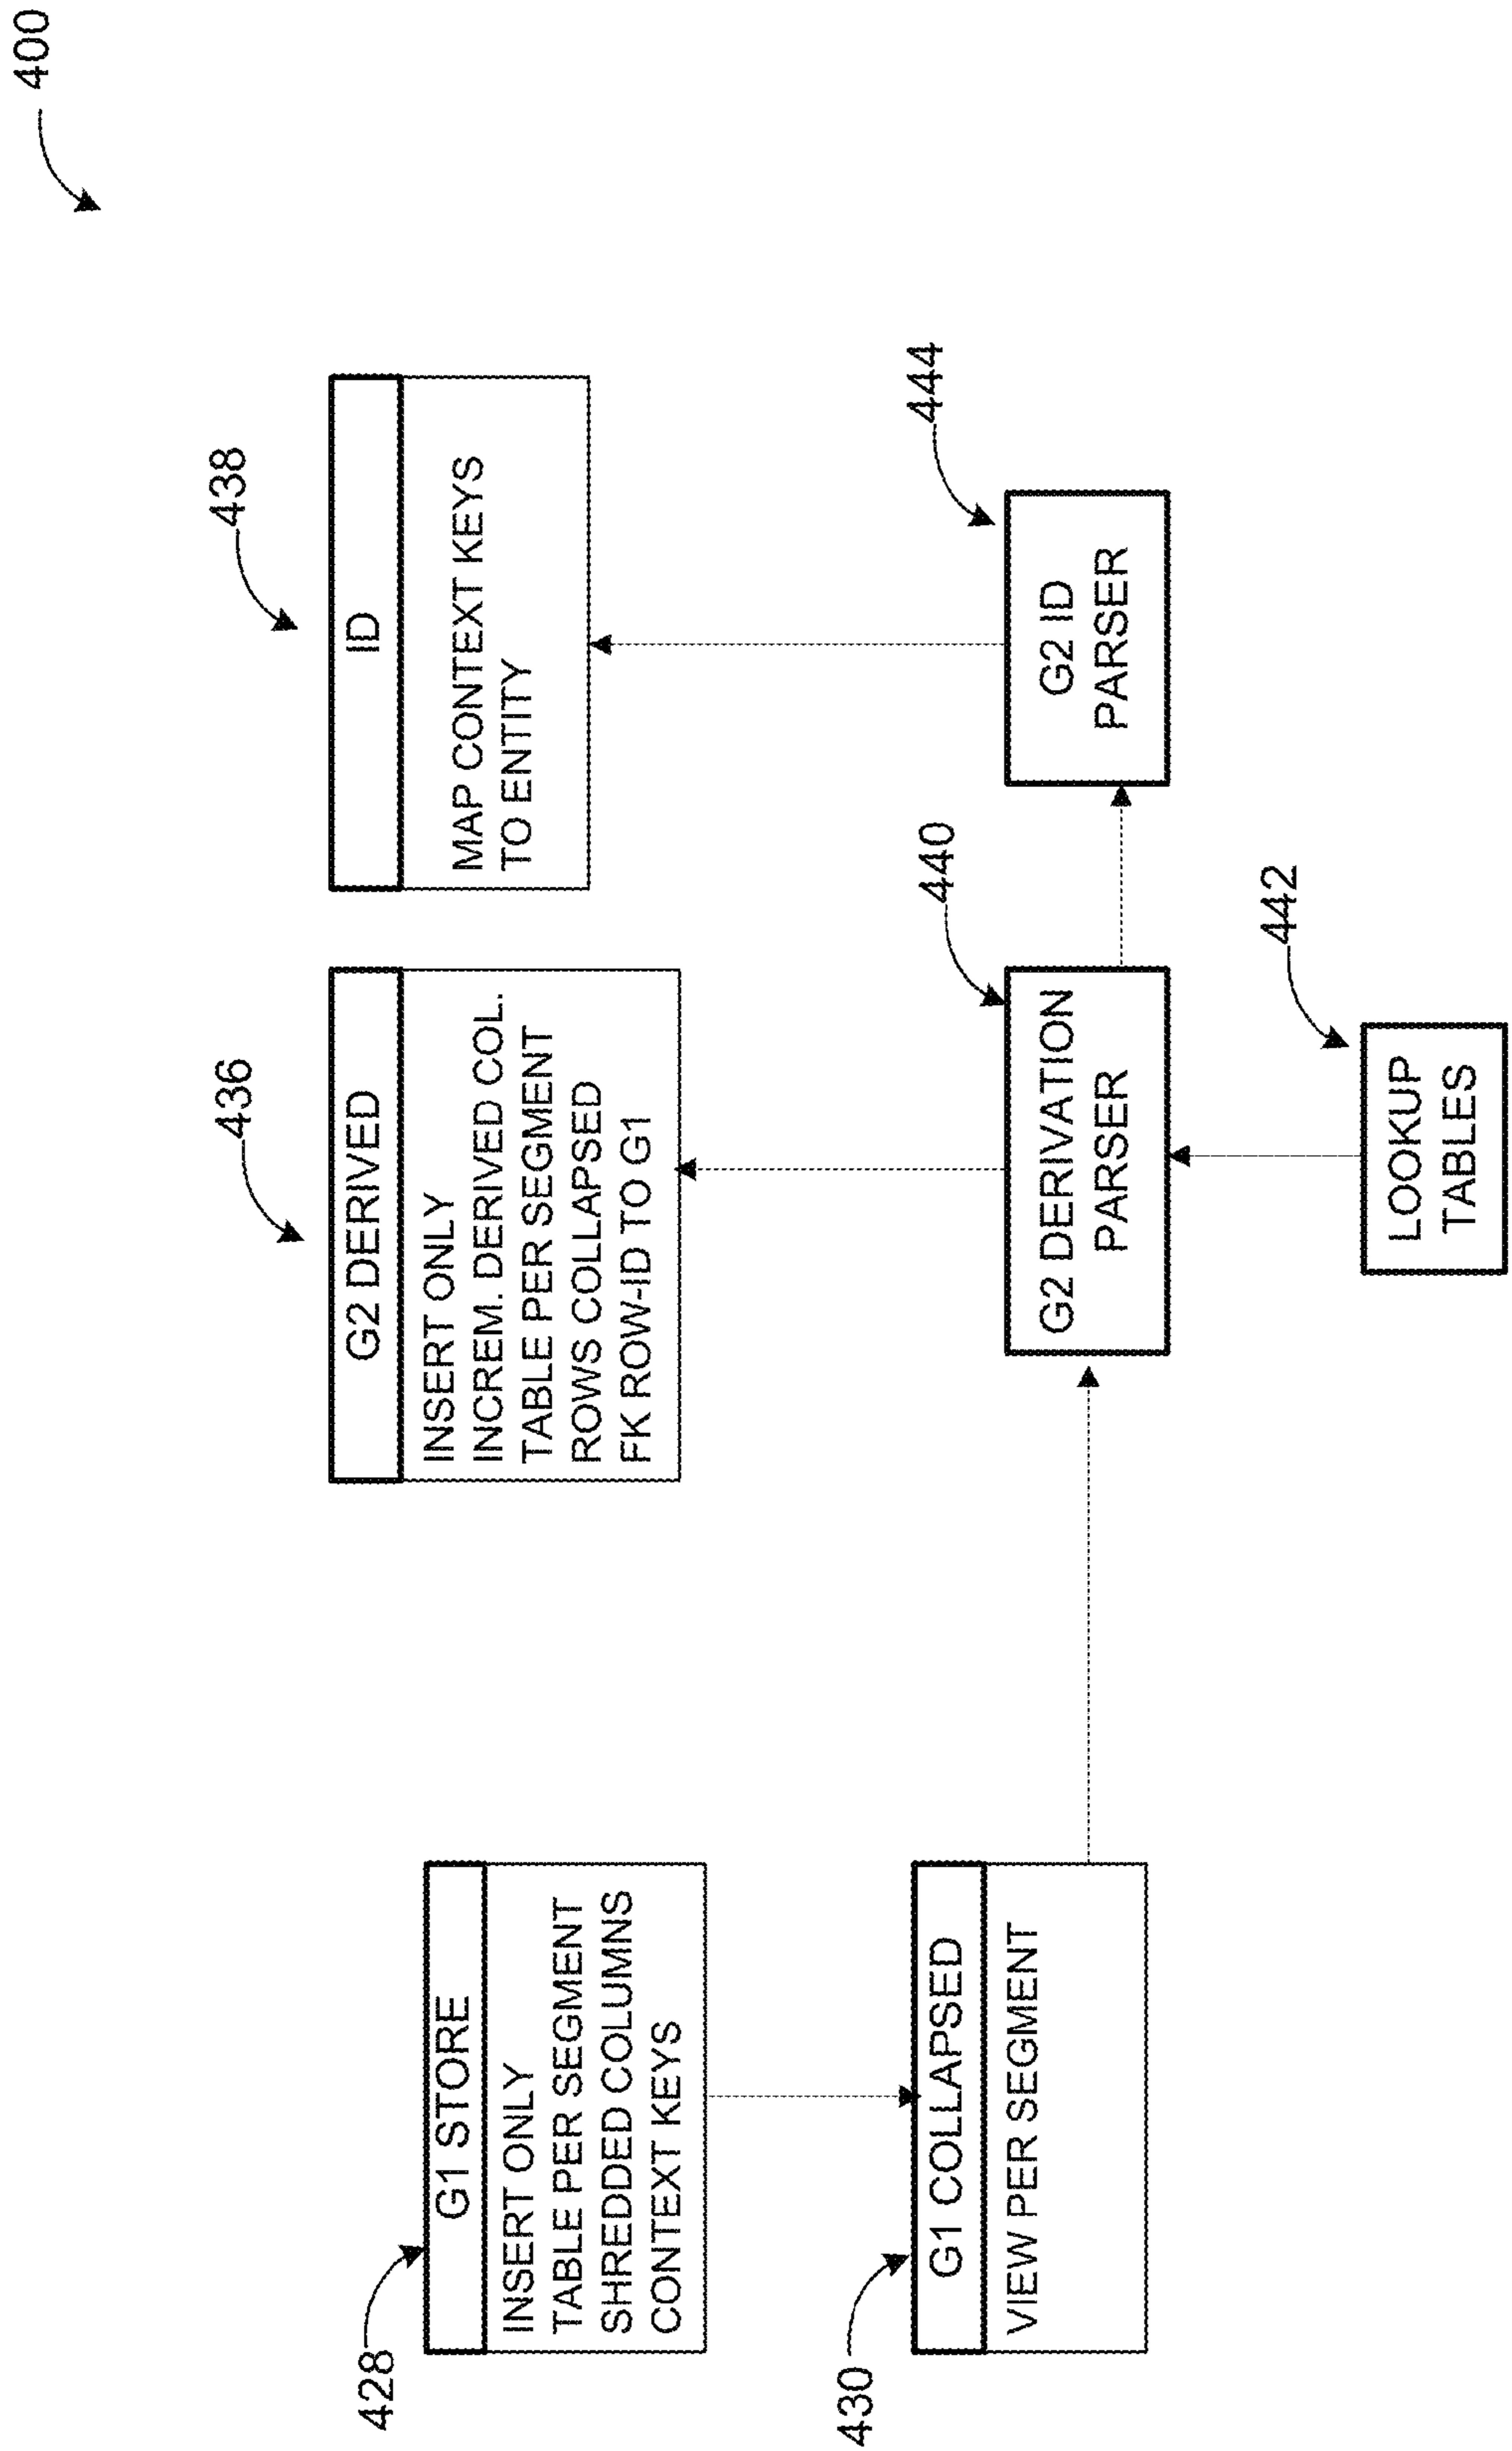 400
428
G1 STORE
INSERT ONLY
TABLE PER SEGMENT
SHREDDED COLUMNS
CONTEXT KEYS
430
G1 COLLAPSED
VIEW PER SEGMENT
436
G2 DERIVED
INSERT ONLY
INCREM. DERIVED COL.
TABLE PER SEGMENT
ROWS COLLAPSED
FK ROW-ID TO G1
438
ID
MAP CONTEXT KEYS
TO ENTITY
440
G2 DERIVATION
PARSER
444
G2 ID
PARSER
442
LOOKUP
TABLES